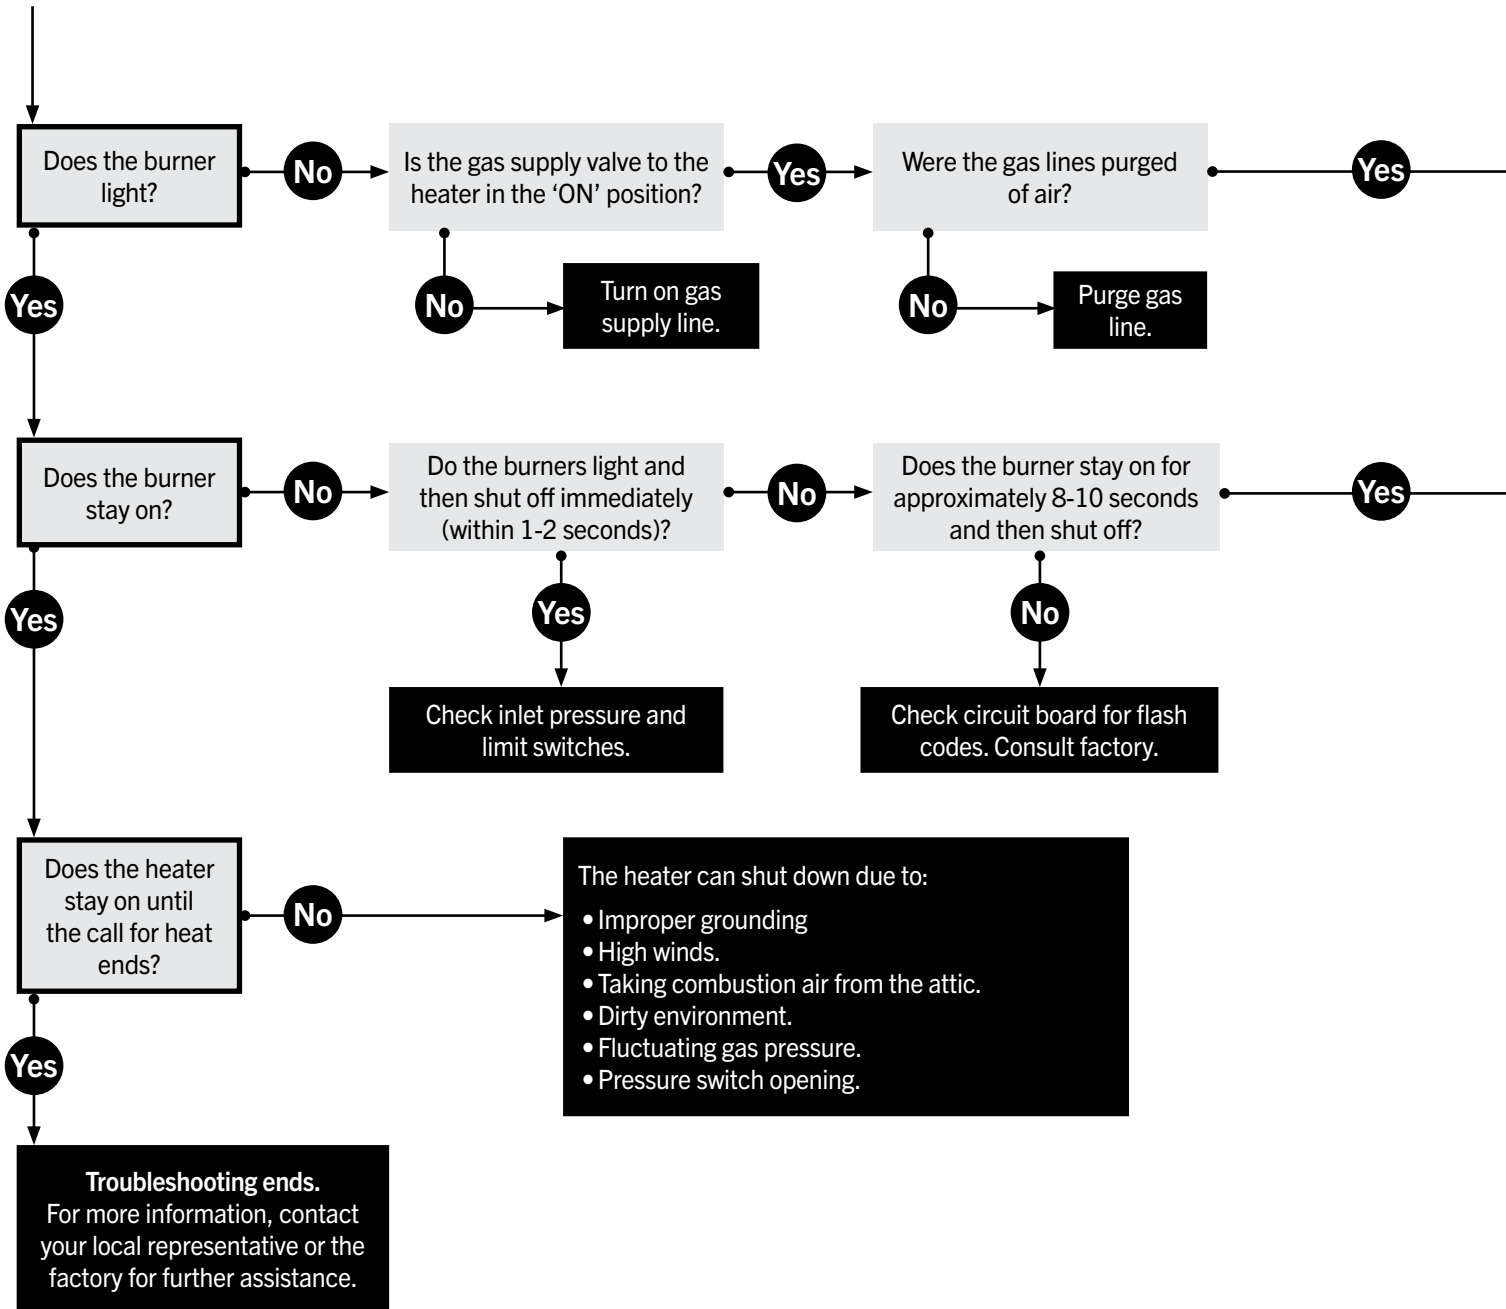 Does the burner
light?
No
Is the gas supply valve to the
heater in the ‘ON’ position?
Yes
Were the gas lines purged
of air?
Yes
Yes
No
Turn on gas
supply line.
No
Purge gas
line.
Does the burner
stay on?
No
Do the burners light and
then shut off immediately
(within 1-2 seconds)?
No
Does the burner stay on for
approximately 8-10 seconds
and then shut off?
Yes
Yes
Yes
No
Check inlet pressure and
limit switches.
Check circuit board for flash
codes. Consult factory.
Does the heater
stay on until
the call for heat
ends?
No
The heater can shut down due to:
• Improper grounding
• High winds.
• Taking combustion air from the attic.
• Dirty environment.
• Fluctuating gas pressure.
• Pressure switch opening.
Yes
Troubleshooting ends.
For more information, contact
your local representative or the
factory for further assistance.